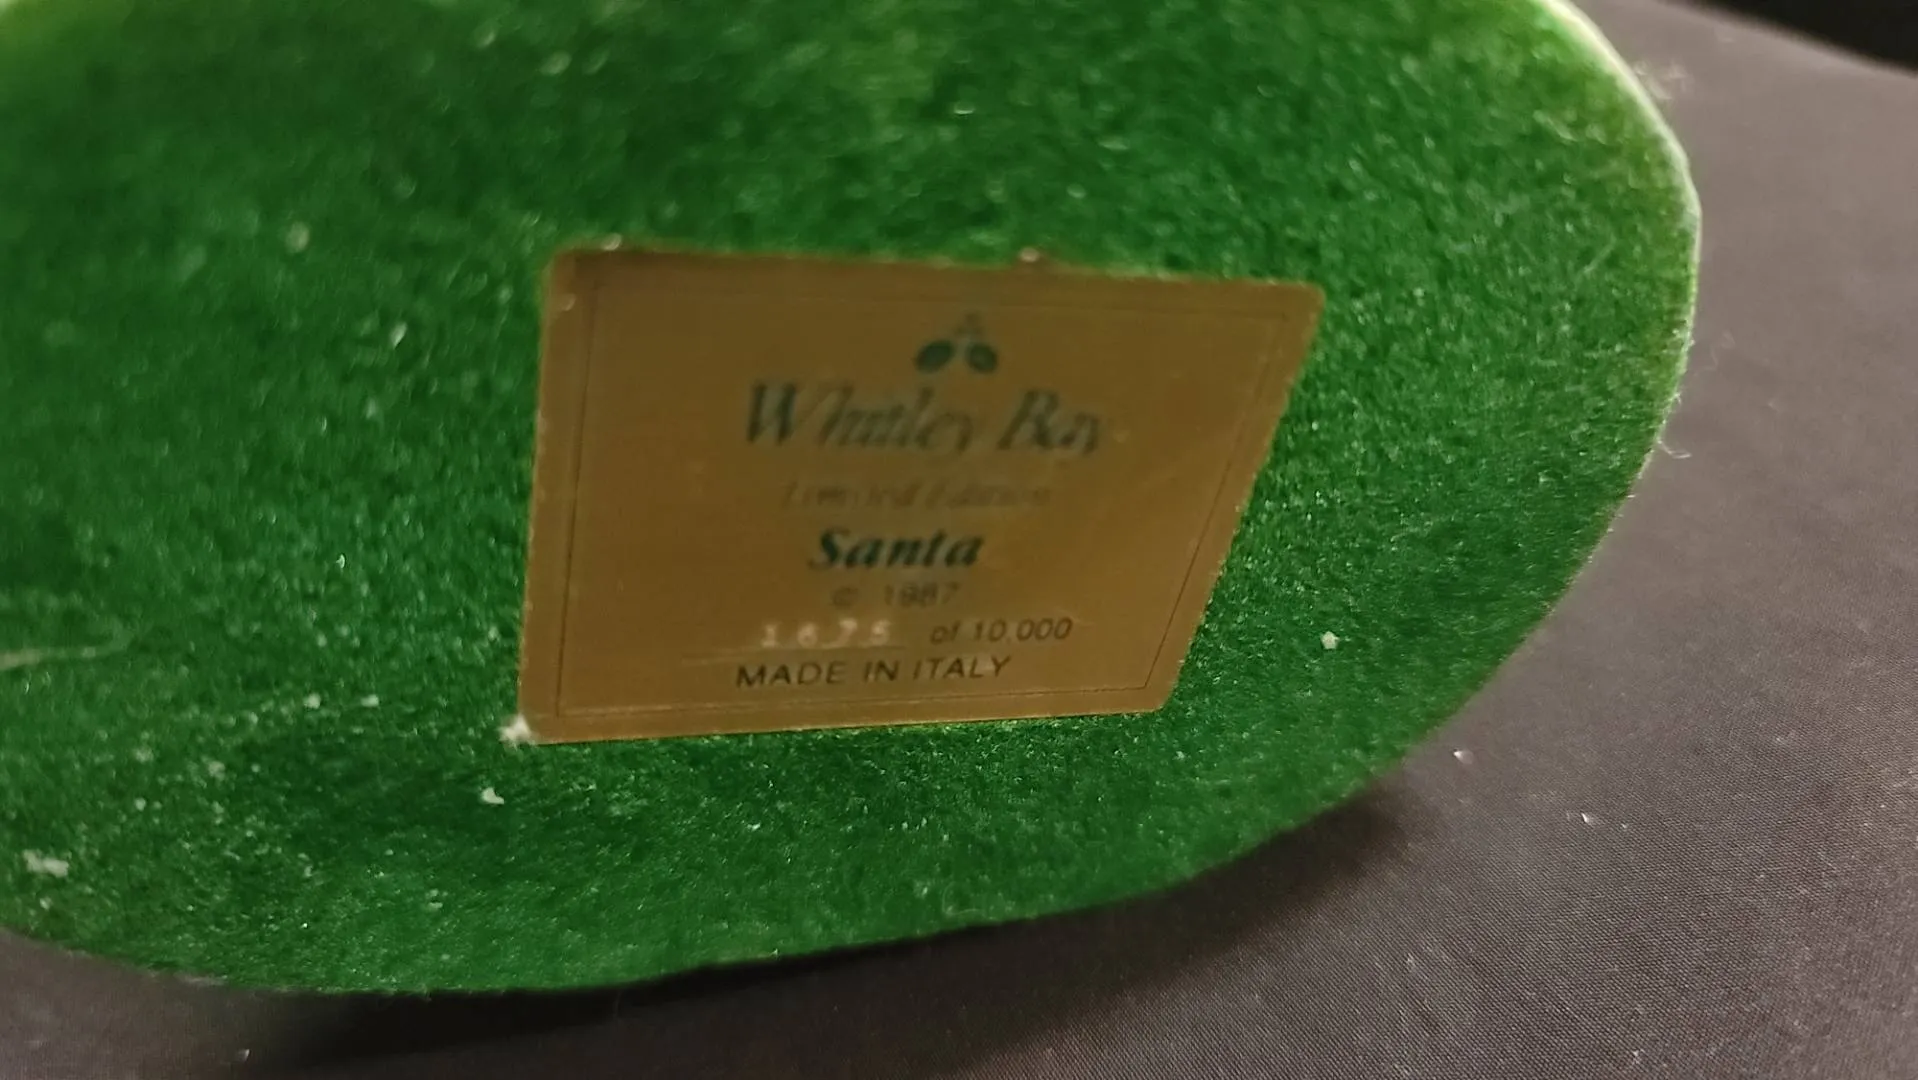 Whitley Bay
Limited Edition
Santa
© 1987
1675 of 10,000
MADE IN ITALY